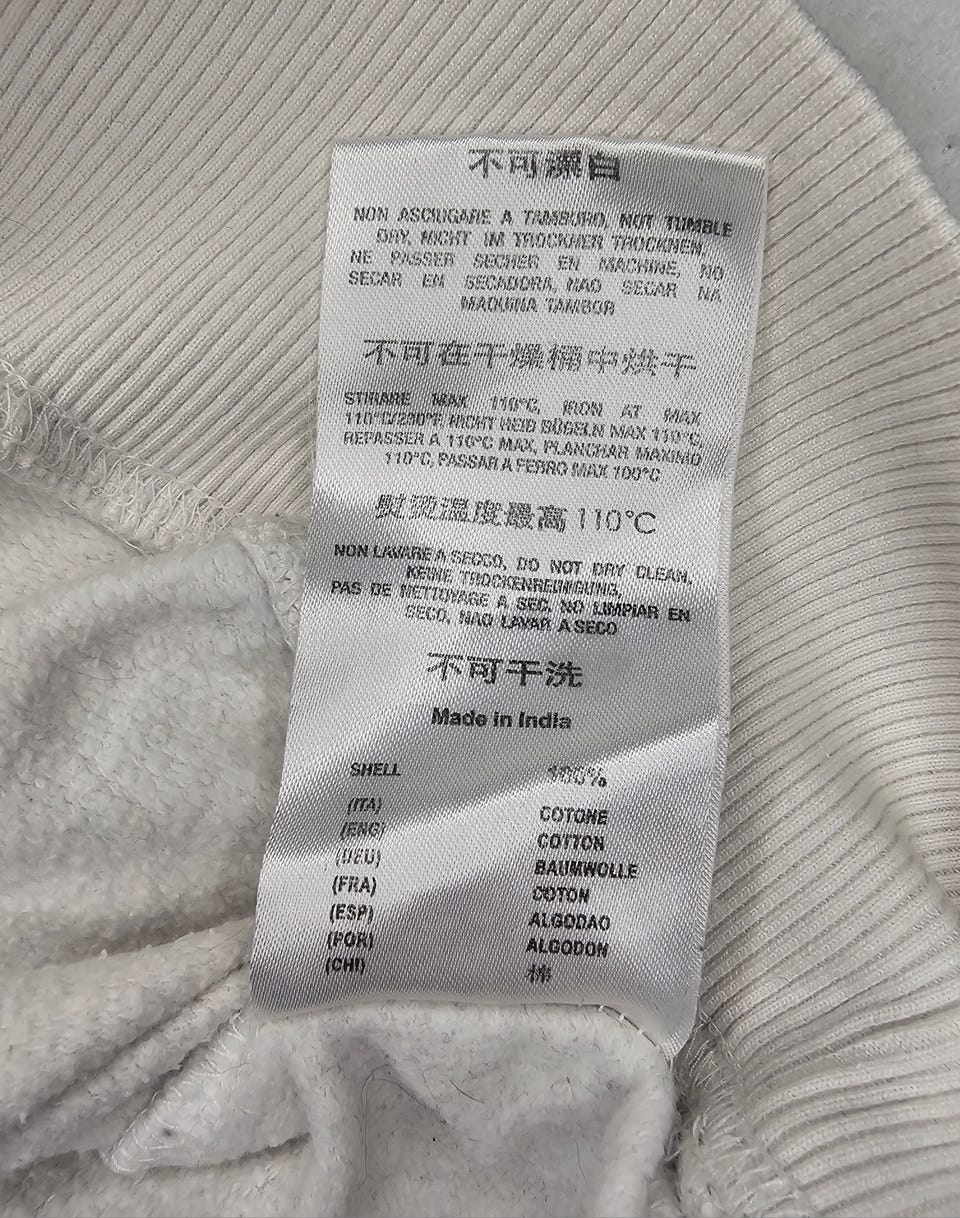 不可漂白
NON ASCIUGARE A TAMBURO, NOT TUMBLE
DRY, NICHT IM TROCKNER TROCKNEN,
NE PASSER SECHER EN MACHINE, NO
SECAR EN SECADORA, NAO SECAR NA
MAQUINA TAMBOR
不可在干燥桶中烘干
STIRARE MAX 110°C, IRON AT MAX
110°C/230°F, NICHT HEIB BÜGELN MAX 110°C,
REPASSER A 110°C MAX, PLANCHAR MAXIMO
110°C, PASSAR A FERRO MAX 100°C
熨烫温度最高 110°C
NON LAVARE A SECCO, DO NOT DRY CLEAN,
KEINE TROCKENREINIGUNG,
PAS DE NETTOYAGE A SEC, NO LIMPIAR EN
SECO, NAO LAVAR A SECO
不可干洗
Made in India
SHELL 100%
(ITA) COTONE
(ENG) COTTON
(DEU) BAUMWOLLE
(FRA) COTON
(ESP) ALGODAO
(POR) ALGODON
(CHI) 棉